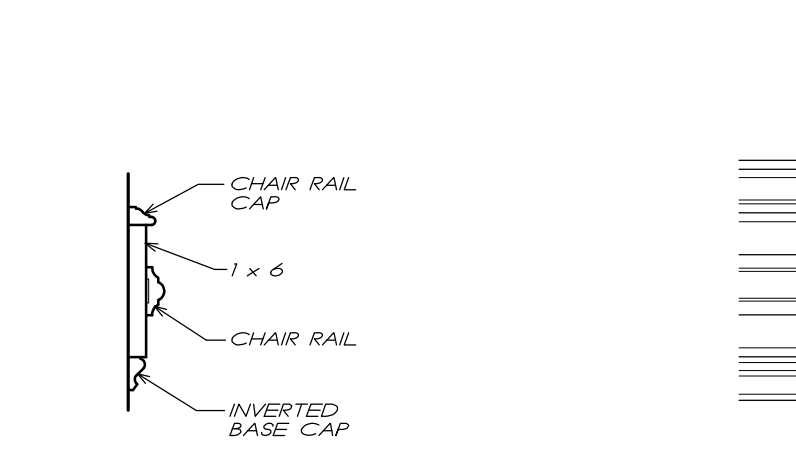 CHAIR RAIL
CAP
1 x 6
CHAIR RAIL
INVERTED
BASE CAP